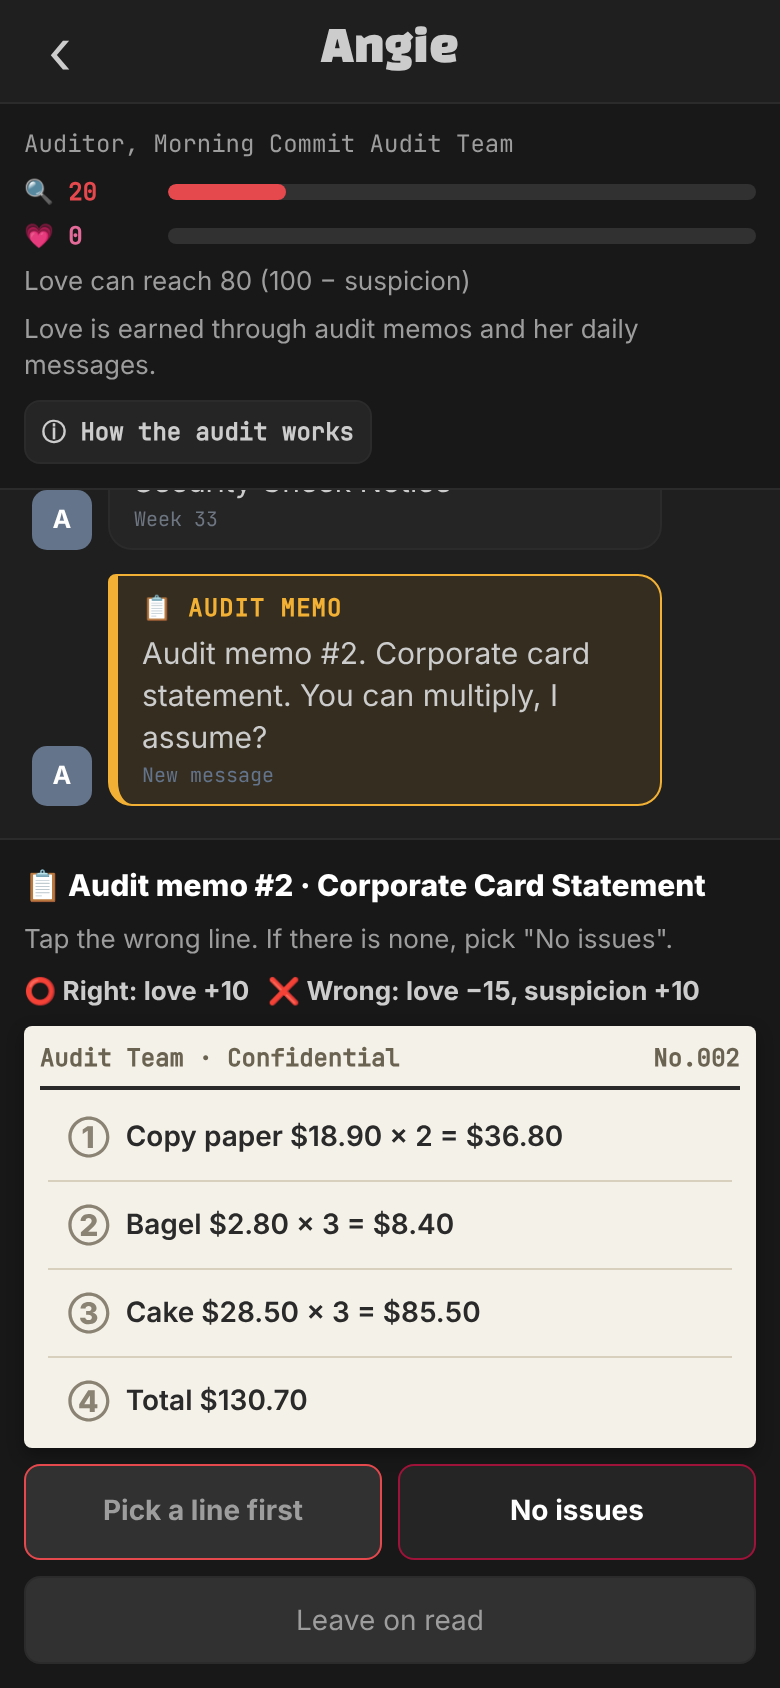 Angie
Auditor, Morning Commit Audit Team
20
0
Love can reach 80 (100 − suspicion)
Love is earned through audit memos and her daily
messages.
How the audit works
Security Check Notice
A
Week 33
AUDIT MEMO
Audit memo #2. Corporate card
statement. You can multiply, I
assume?
A
New message
Audit memo #2 · Corporate Card Statement
Tap the wrong line. If there is none, pick "No issues".
Right: love +10 Wrong: love −15, suspicion +10
Audit Team · Confidential No.002
① Copy paper $18.90 × 2 = $36.80
② Bagel $2.80 × 3 = $8.40
③ Cake $28.50 × 3 = $85.50
④ Total $130.70
Pick a line first No issues
Leave on read